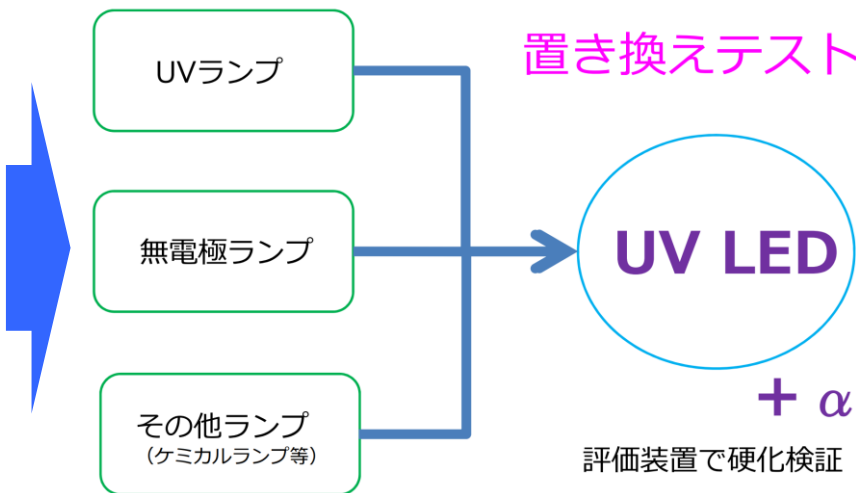 置き換えテスト
UVランプ
無電極ランプ
その他ランプ
（ケミカルランプ等）
UV LED
+ α
評価装置で硬化検証